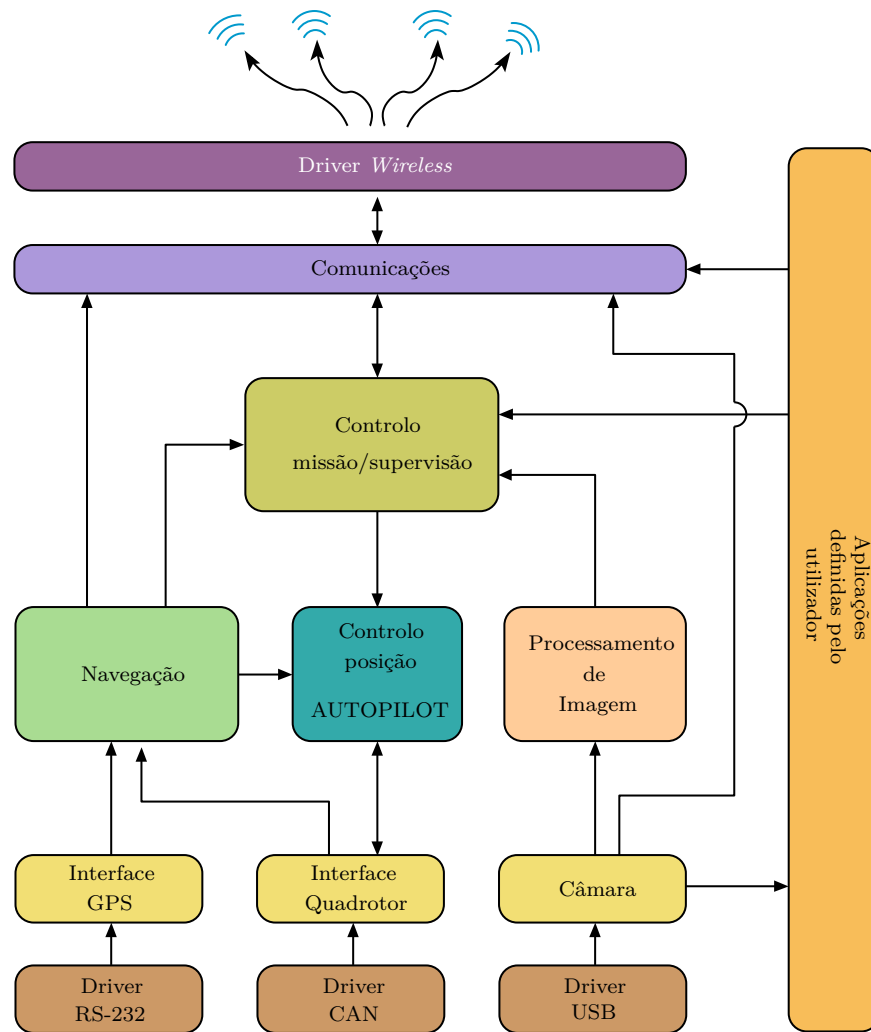 Driver Wireless
Comunicações
Controlo
missão/supervisão
Navegação
Controlo
posição
AUTOPILOT
Processamento
de
Imagem
Aplicações
definidas pelo
utilizador
Interface
GPS
Interface
Quadrotor
Câmara
Driver
RS-232
Driver
CAN
Driver
USB